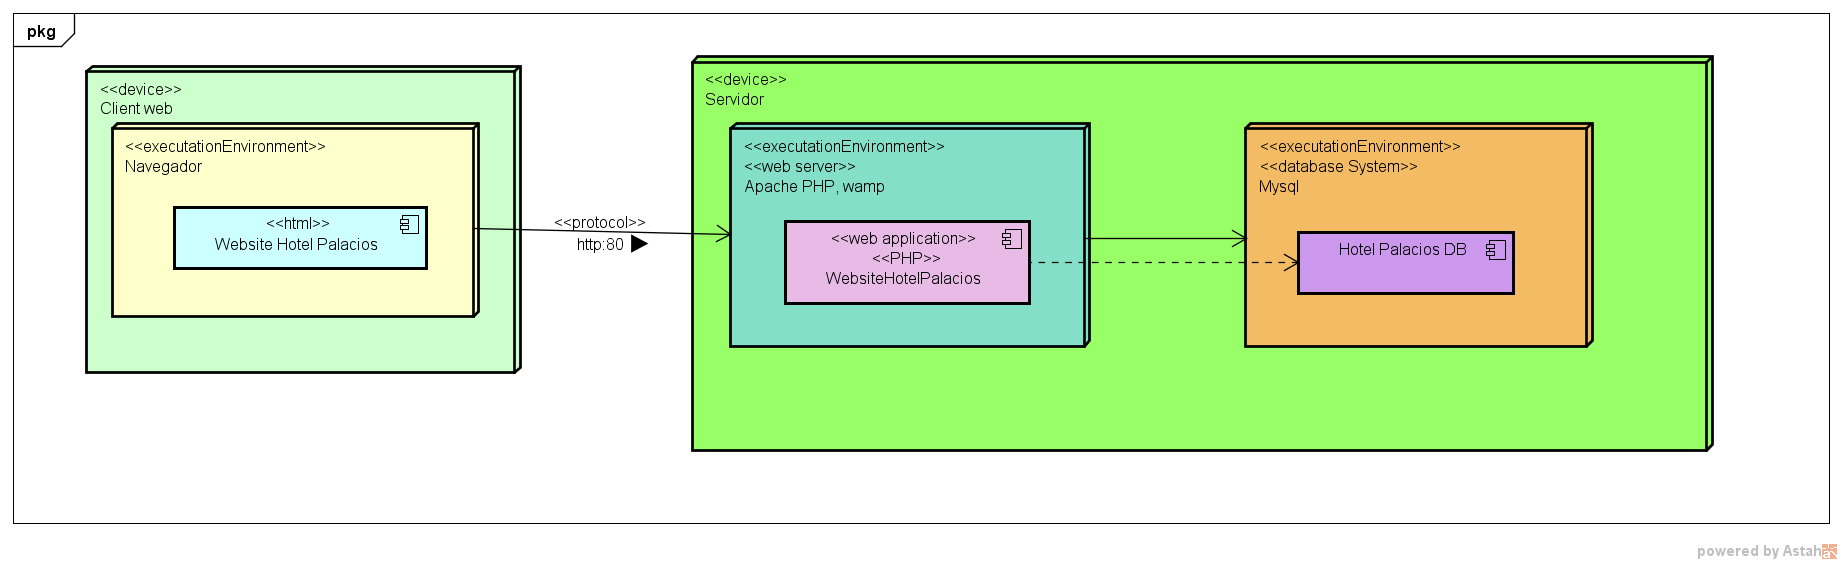 pkg
<<device>>
Client web
<<executationEnvironment>>
Navegador
<<html>>
Website Hotel Palacios
<<protocol>>
http:80
<<device>>
Servidor
<<executationEnvironment>>
<<web server>>
Apache PHP, wamp
<<web application>>
<<PHP>>
WebsiteHotelPalacios
<<executationEnvironment>>
<<database System>>
Mysql
Hotel Palacios DB
powered by Astah